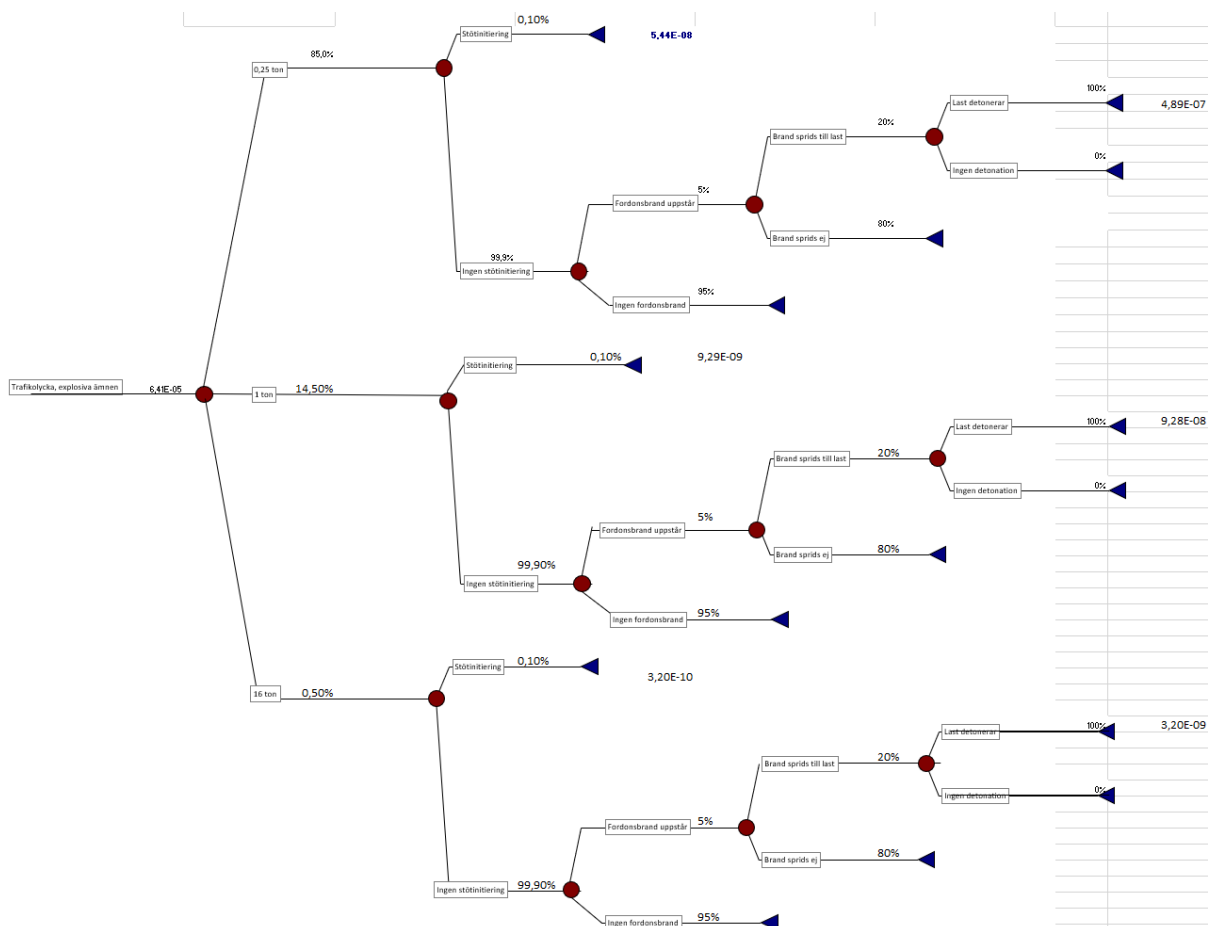 0,10%
Stötinitiering
5,44E-08
85,0%
0,25 ton
100%
Last detonerar
4,89E-07
20%
Brand sprids till last
0%
Ingen detonation
5%
Fordonsbrand uppstår
80%
Brand sprids ej
99,9%
Ingen stötinitiering
95%
Ingen fordonsbrand
0,10%
9,29E-09
Stötinitiering
Trafikolycka, explosiva ämnen
6,41E-05
1 ton
14,50%
100%
9,28E-08
Last detonerar
20%
Brand sprids till last
0%
Ingen detonation
5%
Fordonsbrand uppstår
80%
Brand sprids ej
99,90%
Ingen stötinitiering
95%
Ingen fordonsbrand
0,10%
Stötinitiering
3,20E-10
16 ton
0,50%
100%
3,20E-09
Last detonerar
20%
Brand sprids till last
0%
Ingen detonation
5%
Fordonsbrand uppstår
80%
Brand sprids ej
99,90%
Ingen stötinitiering
95%
Ingen fordonsbrand